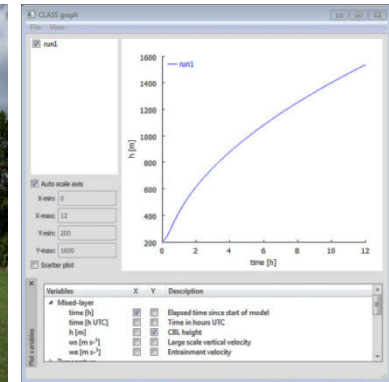 CLASS graph
File View
run1
1600
1400
1200
1000
800
600
400
200
h [m]
run1
0 2 4 6 8 10 12
time [h]
Auto scale axis
X-min: 0
X-max: 12
Y-min: 200
Y-max: 1600
Scatter plot
Plot variables
Variables X Y Description
Mixed-layer
time [h] Elapsed time since start of model
time [h UTC] Time in hours UTC
h [m] CBL height
ws [m s-1] Large scale vertical velocity
we [m s-1] Entrainment velocity